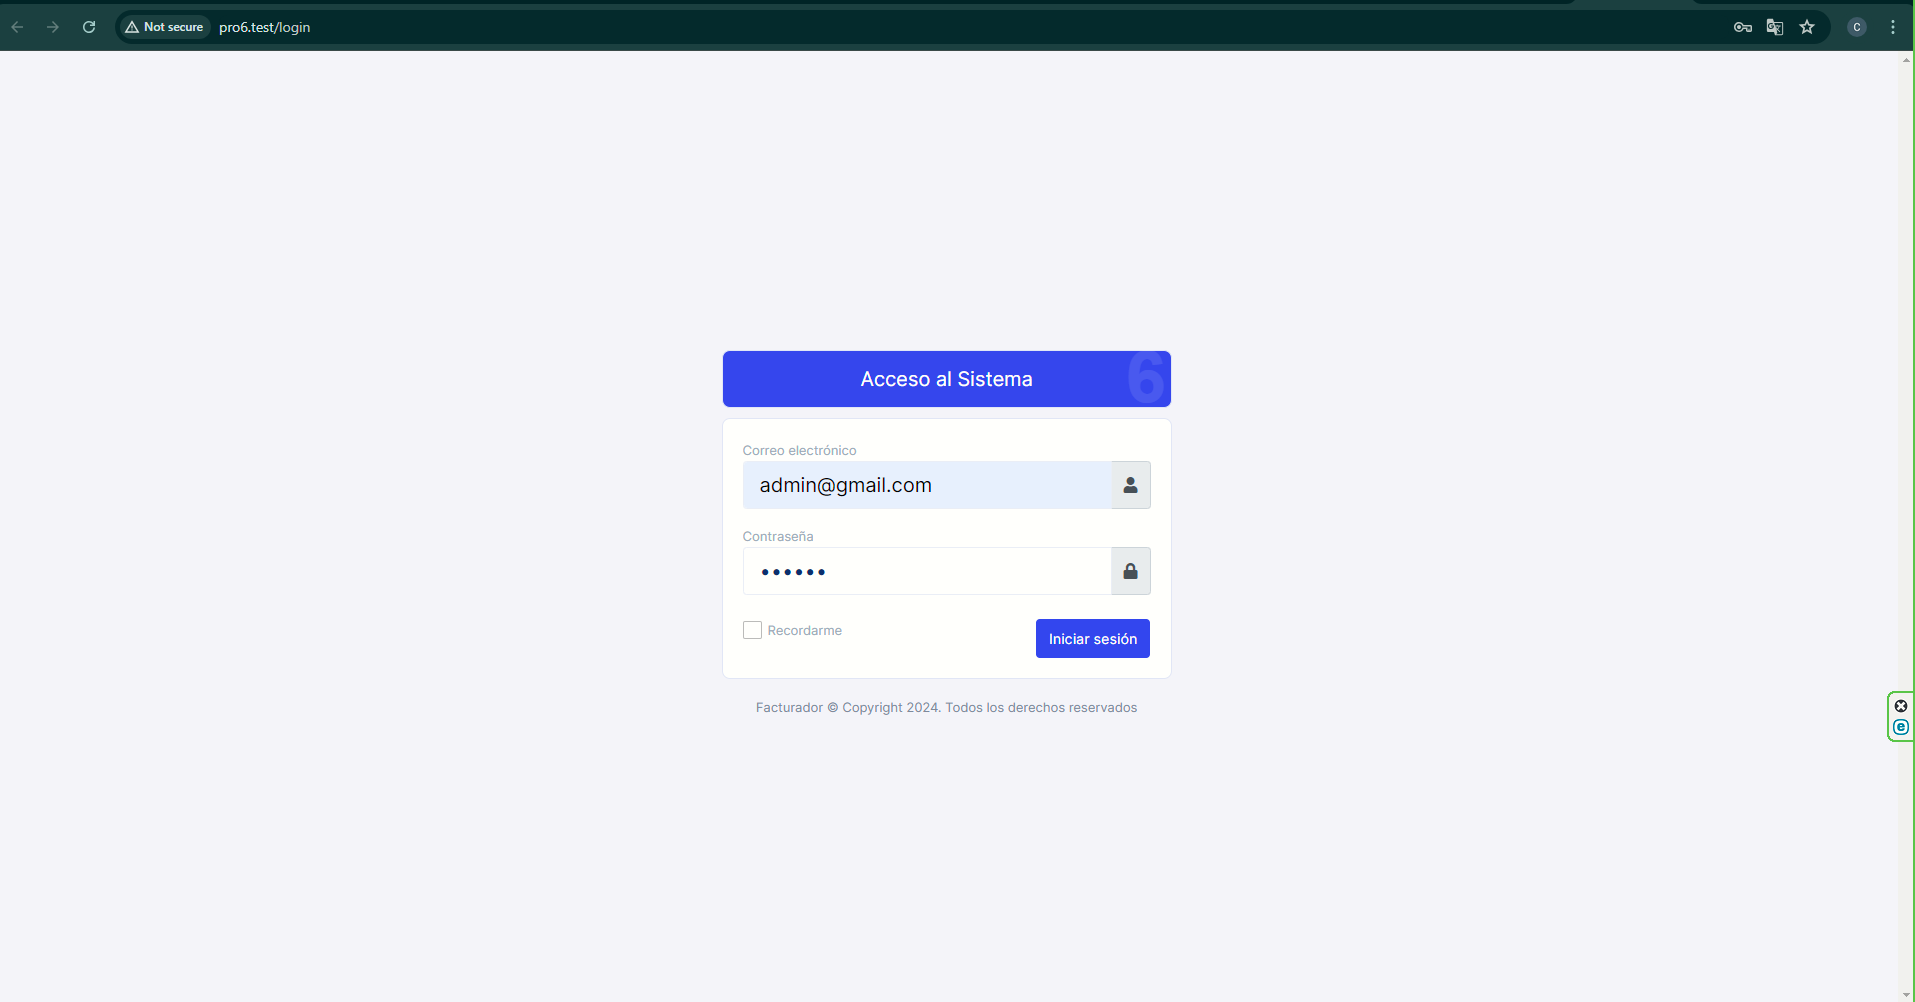 Not secure pro6.test/login
C
Acceso al Sistema
6
Correo electrónico
admin@gmail.com
Contraseña
••••••
Recordarme
Iniciar sesión
Facturador © Copyright 2024. Todos los derechos reservados
e